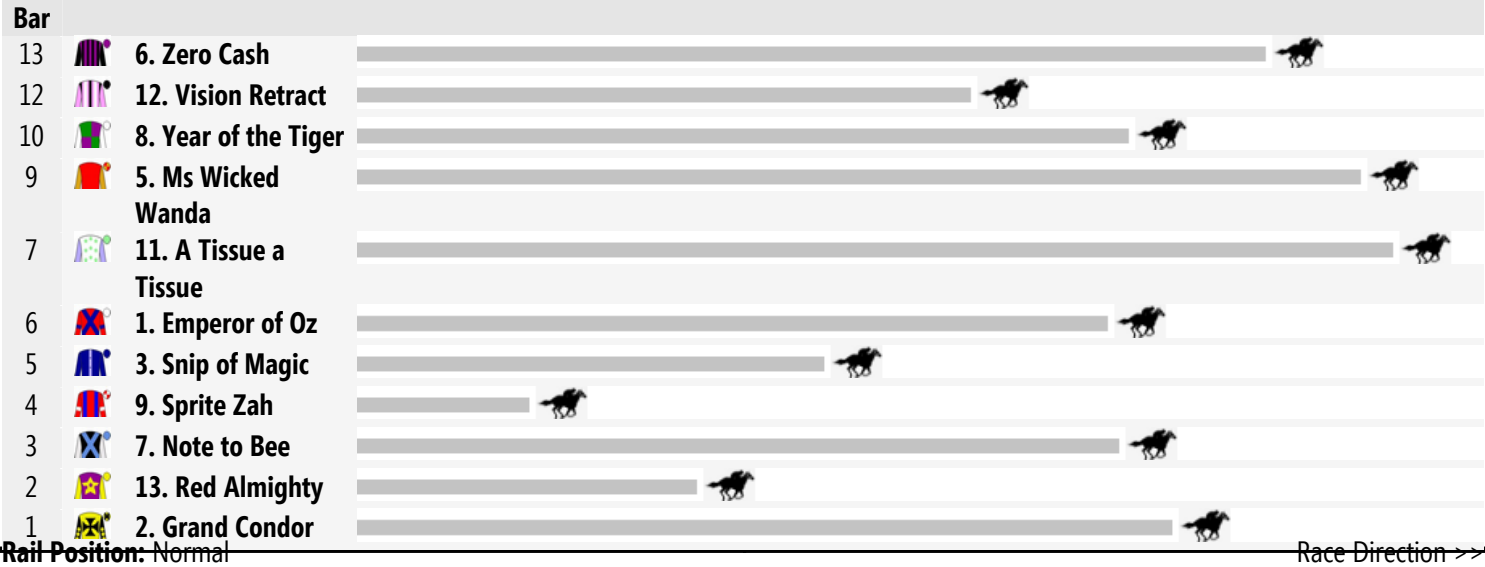 Bar
13 6. Zero Cash
12 12. Vision Retract
10 8. Year of the Tiger
9 5. Ms Wicked
Wanda
7 11. A Tissue a
Tissue
6 1. Emperor of Oz
5 3. Snip of Magic
4 9. Sprite Zah
3 7. Note to Bee
2 13. Red Almighty
1 2. Grand Condor
Rail Position: Normal Race Direction >>